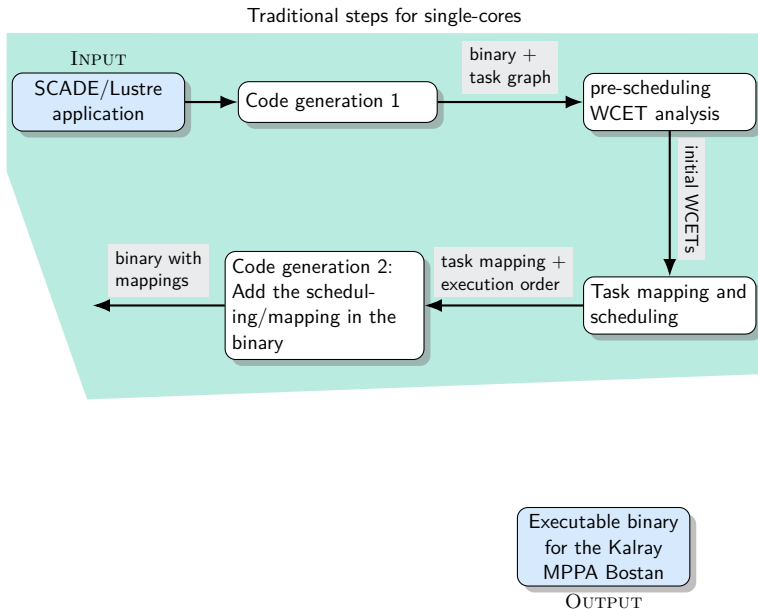 Traditional steps for single-cores
INPUT
SCADE/Lustre
application
Code generation 1
binary +
task graph
pre-scheduling
WCET analysis
initial WCETs
binary with
mappings
Code generation 2:
Add the schedul-
ing/mapping in the
binary
task mapping +
execution order
Task mapping and
scheduling
Executable binary
for the Kalray
MPPA Bostan
OUTPUT